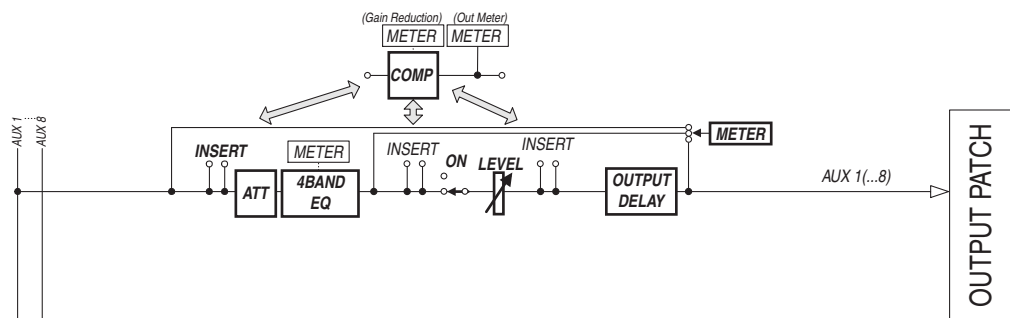 (Gain Reduction) (Out Meter)
METER METER
COMP
AUX 1 ...... AUX 8
METER
INSERT METER INSERT ON LEVEL INSERT
ATT 4BAND EQ OUTPUT DELAY
AUX 1(...8)
OUTPUT PATCH